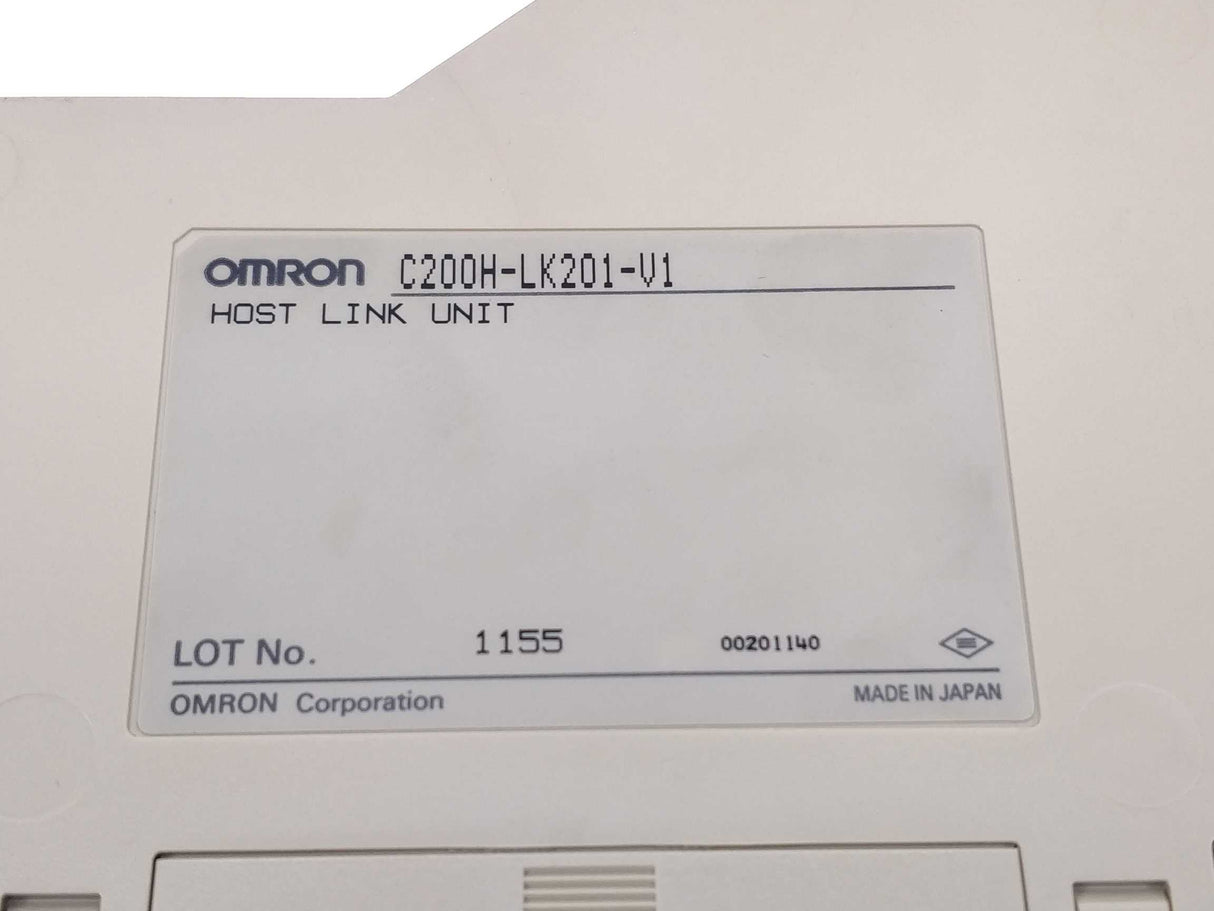 OMRON C200H-LK201-V1
HOST LINK UNIT
LOT No. 1155 00201140
OMRON Corporation MADE IN JAPAN